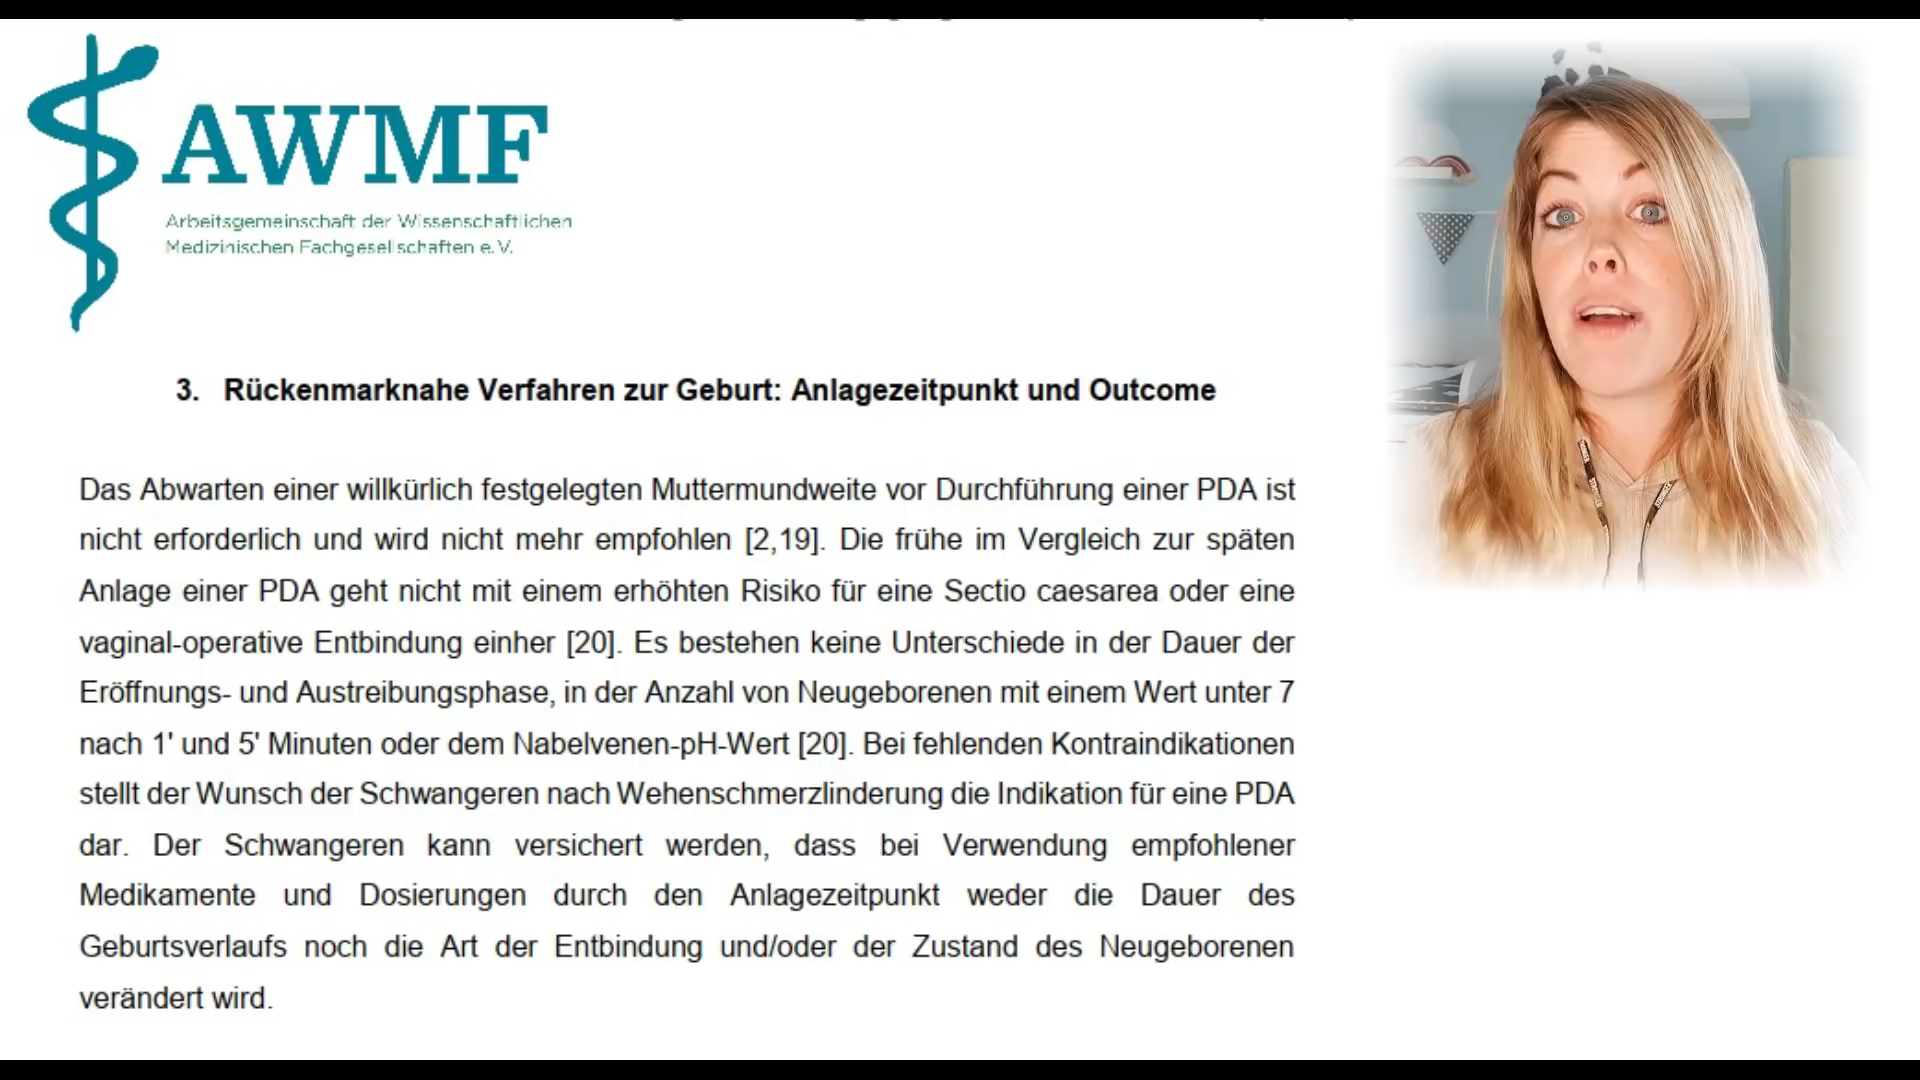 AWMF
Arbeitsgemeinschaft der Wissenschaftlichen
Medizinischen Fachgesellschaften e.V.
3. Rückenmarknahe Verfahren zur Geburt: Anlagezeitpunkt und Outcome
Das Abwarten einer willkürlich festgelegten Muttermundweite vor Durchführung einer PDA ist
nicht erforderlich und wird nicht mehr empfohlen [2,19]. Die frühe im Vergleich zur späten
Anlage einer PDA geht nicht mit einem erhöhten Risiko für eine Sectio caesarea oder eine
vaginal-operative Entbindung einher [20]. Es bestehen keine Unterschiede in der Dauer der
Eröffnungs- und Austreibungsphase, in der Anzahl von Neugeborenen mit einem Wert unter 7
nach 1' und 5' Minuten oder dem Nabelvenen-pH-Wert [20]. Bei fehlenden Kontraindikationen
stellt der Wunsch der Schwangeren nach Wehenschmerzlinderung die Indikation für eine PDA
dar. Der Schwangeren kann versichert werden, dass bei Verwendung empfohlener
Medikamente und Dosierungen durch den Anlagezeitpunkt weder die Dauer des
Geburtsverlaufs noch die Art der Entbindung und/oder der Zustand des Neugeborenen
verändert wird.